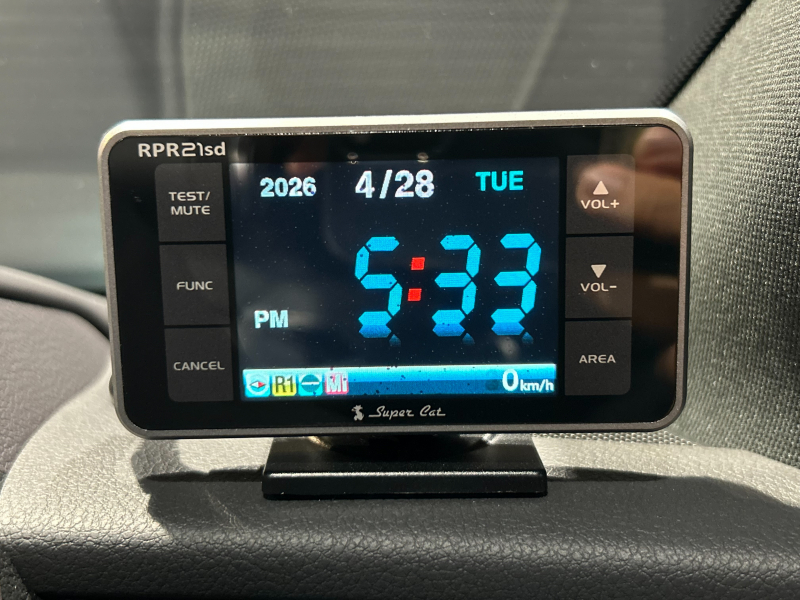 RPR21sd
2026 4/28 TUE
TEST/
MUTE
VOL+
5:33
FUNC
VOL-
PM
CANCEL
AREA
R1
0km/h
Super Cat